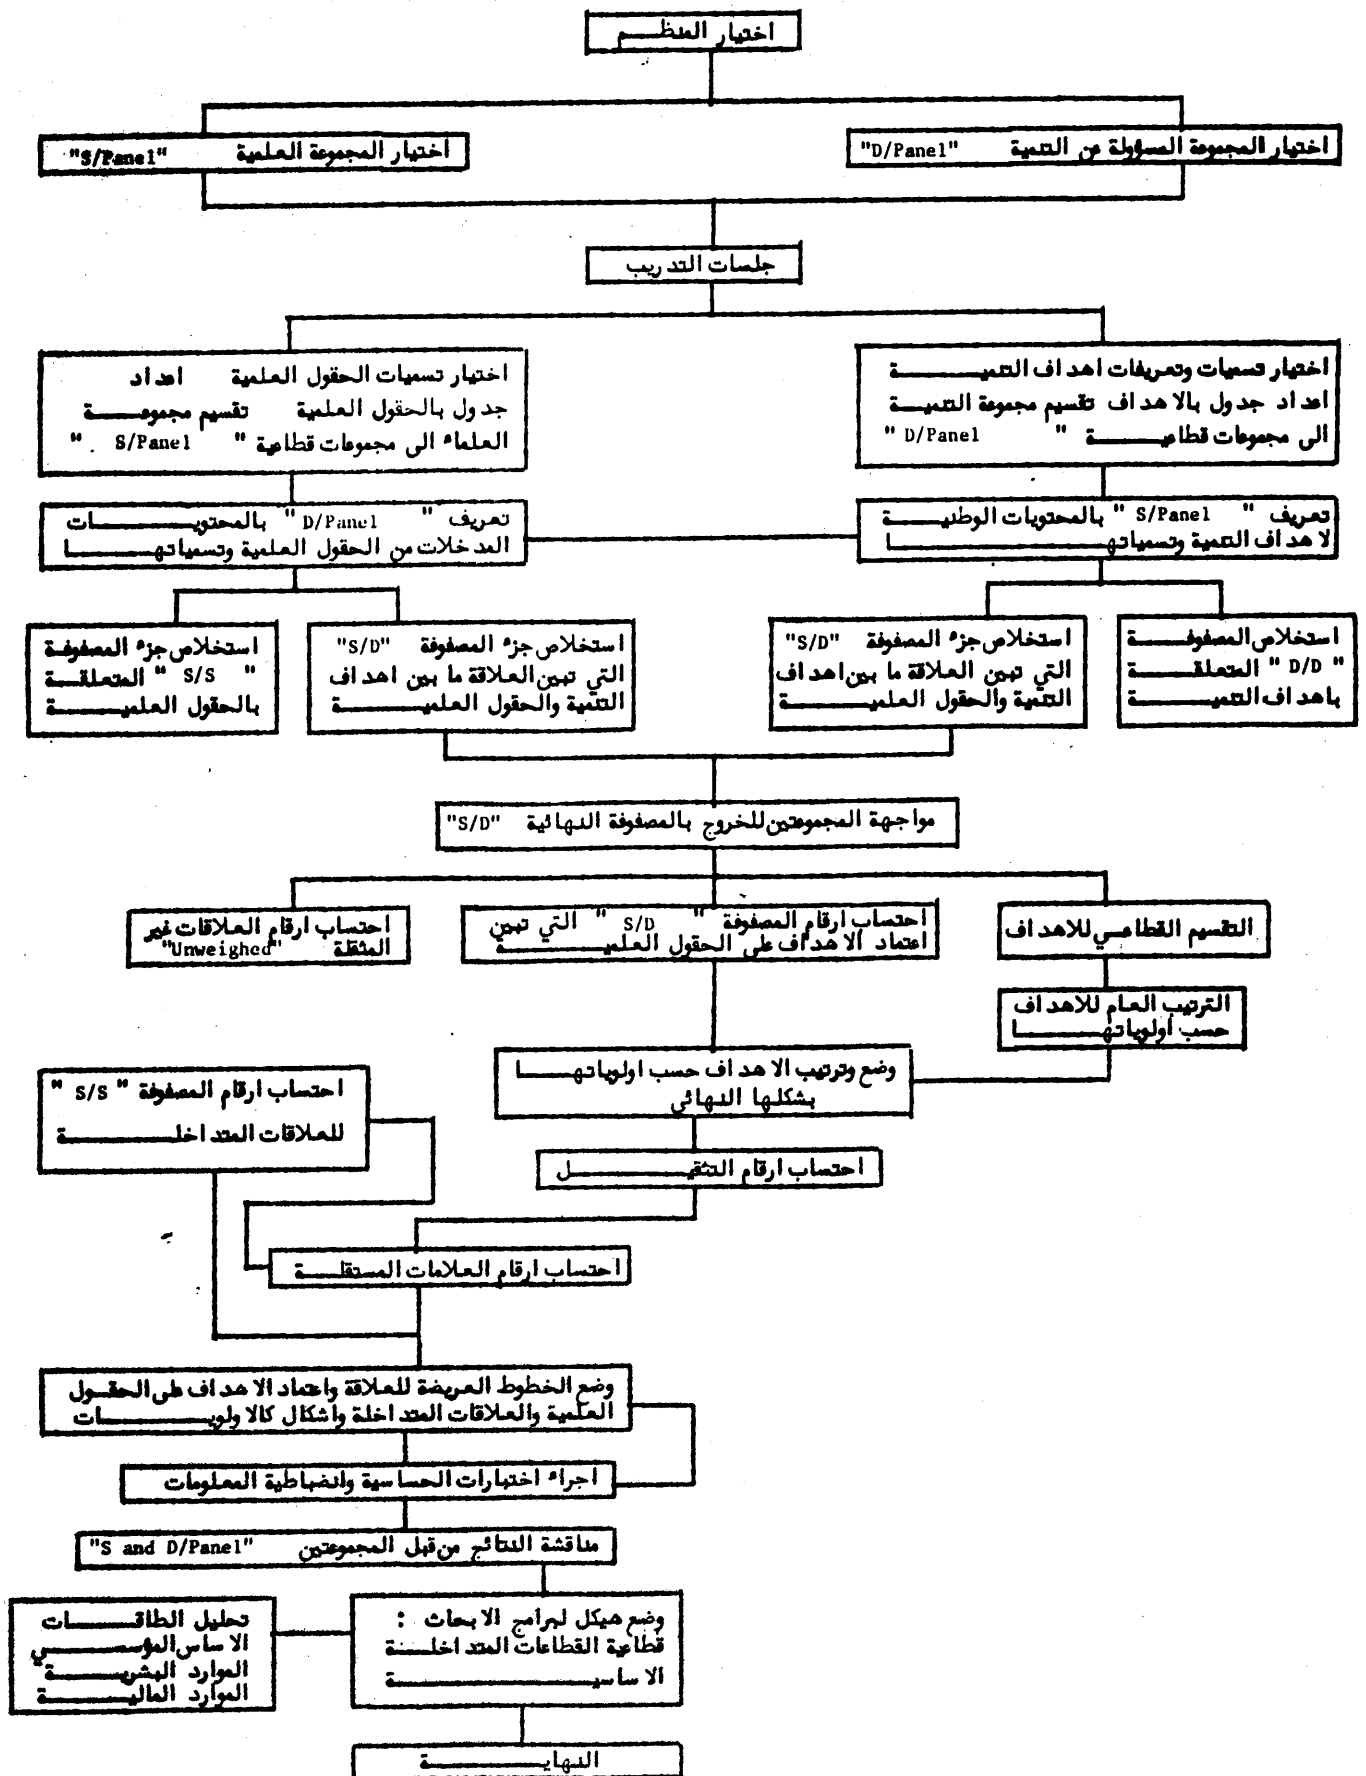 اختيار المنظم
اختيار المجموعة المسؤولة عن التنمية "D/Panel"
اختيار المجموعة العلمية "S/Panel"
جلسات التدريب
اختيار تسميات وتعريفات اهداف التنمية
اعداد جدول بالاهداف تقسيم مجموعة التنمية
الى مجموعات قطاعية " D/Panel "
اختيار تسميات الحقول العلمية اعداد
جدول بالحقول العلمية تقسيم مجموعة
العلماء الى مجموعات قطاعية " S/Panel "
تعريف " S/Panel " بالمحتويات الوطنية
لاهداف التنمية وتسمياتها
تعريف " D/Panel " بالمحتويات
المدخلات من الحقول العلمية وتسمياتها
استخلاص المصفوفة
" D/D " المتعلقة
باهداف التنمية
استخلاص جزء المصفوفة "S/D"
التي تبين العلاقة ما بين اهداف
التنمية والحقول العلمية
استخلاص جزء المصفوفة "S/D"
التي تبين العلاقة ما بين اهداف
التنمية والحقول العلمية
استخلاص جزء المصفوفة
" S/S " المتعلقة
بالحقول العلمية
مواجهة المجموعتين للخروج بالمصفوفة النهائية "S/D"
التقسيم القطاعي للاهداف
احتساب ارقام المصفوفة " S/D " التي تبين
اعتماد الاهداف على الحقول العلمية
احتساب ارقام العلاقات غير
المثقلة "Unweighed"
الترتيب العام للاهداف
حسب اولوياتها
وضع وترتيب الاهداف حسب اولوياتها
بشكلها النهائي
احتساب ارقام المصفوفة " S/S "
للعلاقات المتداخلة
احتساب ارقام التثقيل
احتساب ارقام العلامات المستقلة
وضع الخطوط العريضة للعلاقة واعتماد الاهداف على الحقول
العلمية والعلاقات المتداخلة واشكال كالاولويات
اجراء اختبارات الحساسية وانضباطية المعلومات
مناقشة النتائج من قبل المجموعتين "S and D/Panel"
وضع هيكل لبرامج الابحاث :
قطاعية القطاعات المتداخلة
الاساسية
تحليل الطاقات
الاساس المؤسسي
الموارد البشرية
الموارد المالية
النهاية